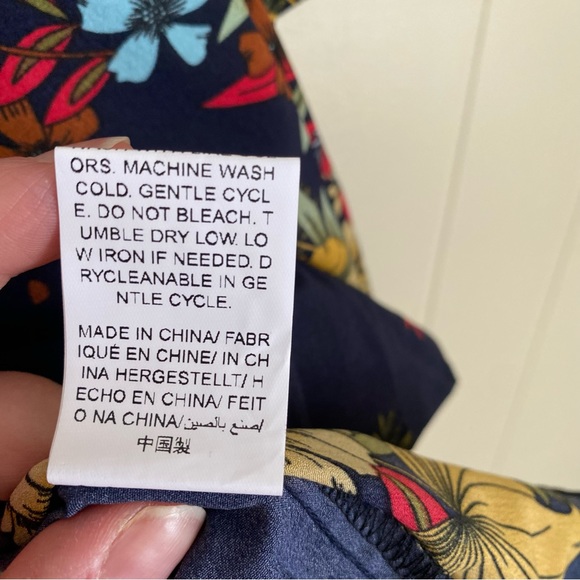 ORS. MACHINE WASH
COLD. GENTLE CYCL
E. DO NOT BLEACH. T
UMBLE DRY LOW. LO
W IRON IF NEEDED. D
RYCLEANABLE IN GE
NTLE CYCLE.
MADE IN CHINA/ FABR
IQUÉ EN CHINE/ IN CH
INA HERGESTELLT/ H
ECHO EN CHINA/ FEIT
O NA CHINA/صنع بالصين/
中国製